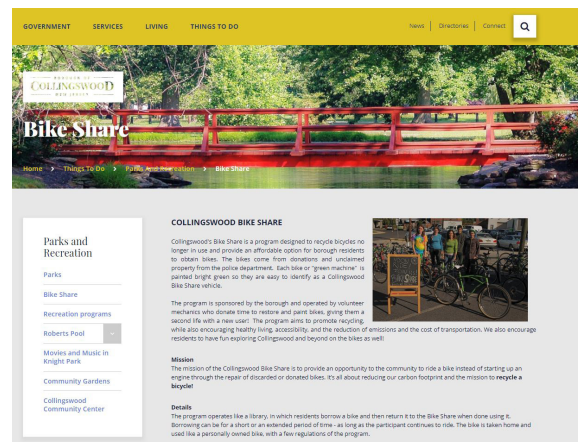 GOVERNMENT SERVICES LIVING THINGS TO DO News Directories Connect
BOROUGH OF
COLLINGSWOOD
NEW JERSEY
Bike Share
Home > Things To Do > Parks And Recreation > Bike Share
Parks and
Recreation
Parks
Bike Share
Recreation programs
Roberts Pool
Movies and Music in
Knight Park
Community Gardens
Collingswood
Community Center
COLLINGSWOOD BIKE SHARE
Collingswood's Bike Share is a program designed to recycle bicycles no
longer in use and provide an affordable option for borough residents
to obtain bikes. The bikes come from donations and unclaimed
property from the police department. Each bike or "green machine" is
painted bright green so they are easy to identify as a Collingswood
Bike Share vehicle.
The program is sponsored by the borough and operated by volunteer
mechanics who donate time to restore and paint bikes, giving them a
second life with a new user! The program aims to promote recycling,
while also encouraging healthy living, accessibility, and the reduction of emissions and the cost of transportation. We also encourage
residents to have fun exploring Collingswood and beyond on the bikes as well!
Mission
The mission of the Collingswood Bike Share is to provide an opportunity to the community to ride a bike instead of starting up an
engine through the repair of discarded or donated bikes. it's all about reducing our carbon footprint and the mission to recycle a
bicycle!
Details
The program operates like a library, in which residents borrow a bike and then return it to the Bike Share when done using it.
Borrowing can be for a short or an extended period of time - as long as the participant continues to ride. The bike is taken home and
used like a personally owned bike, with a few regulations of the program.